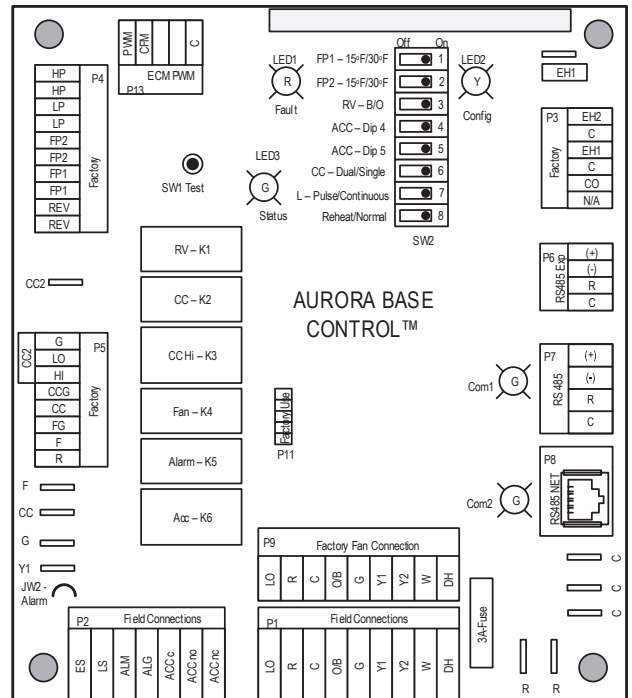 PWM
CFM
C
ECM PWM
P13
Off On
LED1
R
Fault
FP1 – 15ºF/30ºF 1
FP2 – 15ºF/30ºF 2
RV – B/O 3
ACC – Dip 4 4
ACC – Dip 5 5
CC – Dual/Single 6
L – Pulse/Continuous 7
Reheat/Normal 8
SW2
LED2
Y
Config
EH1
P4
Factory
HP
HP
LP
LP
FP2
FP2
FP1
FP1
REV
REV
SW1 Test
LED3
G
Status
P3
Factory
EH2
C
EH1
C
CO
N/A
P6
RS485 Exp
(+)
(-)
R
C
CC2
RV – K1
CC – K2
CC Hi – K3
Fan – K4
Alarm – K5
Acc – K6
AURORA BASE
CONTROL™
CC2
P5
Factory
G
LO
HI
CCG
CC
FG
F
R
Factory Use
P11
Com1
G
P7
RS 485
(+)
(-)
R
C
Com2
G
P8
RS485 NET
F
CC
G
Y1
JW2 -
Alarm
P9 Factory Fan Connection
LO R C O/B G Y1 Y2 W DH
3A-Fuse
C
C
C
P2 Field Connections
ES LS ALM ALG ACC c ACC no ACC nc
P1 Field Connections
LO R C O/B G Y1 Y2 W DH
R R